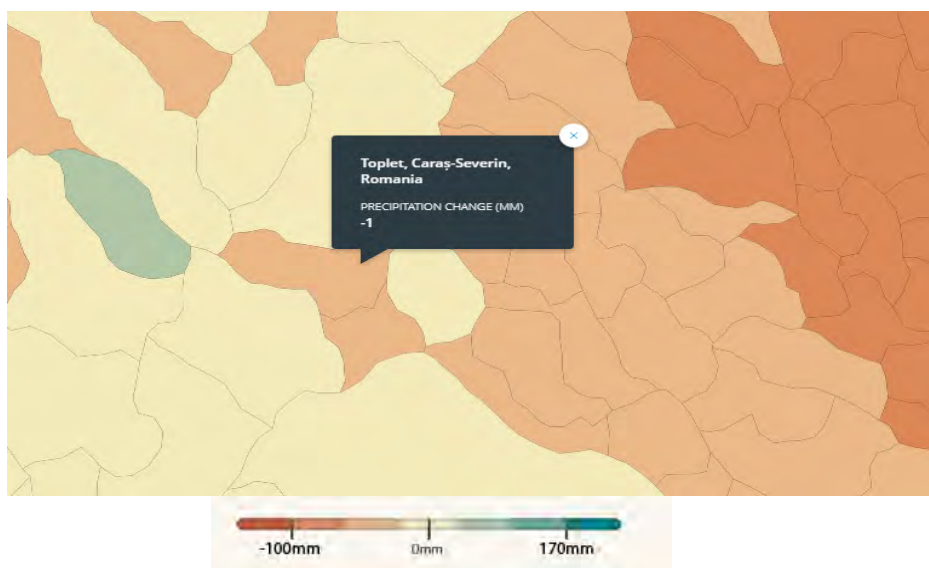 ×
Toplet, Caraș-Severin,
Romania
PRECIPITATION CHANGE (MM)
-1
-100mm 0mm 170mm